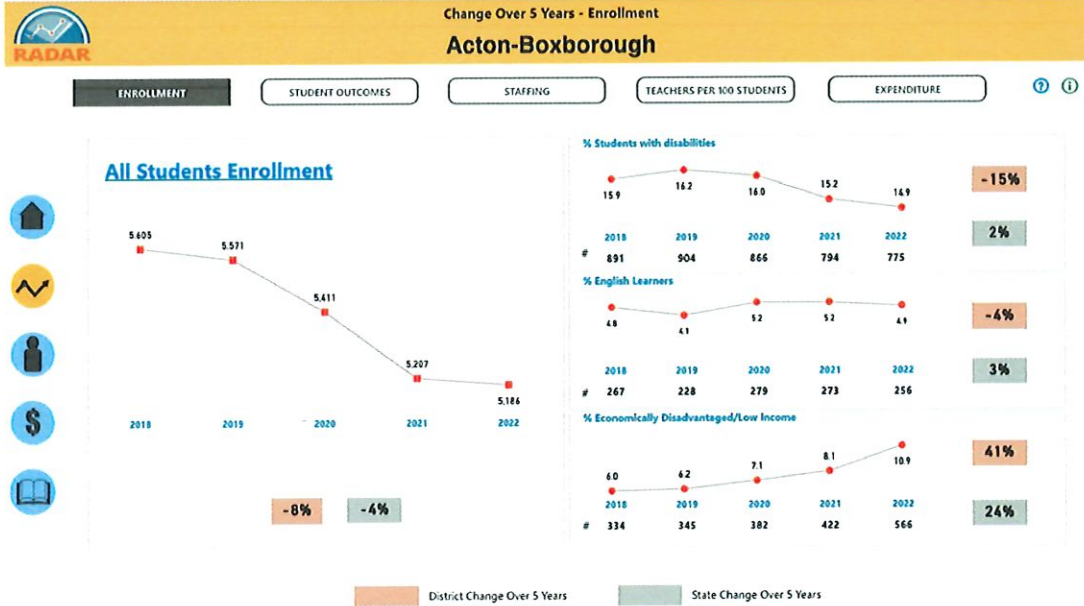 RADAR
Change Over 5 Years - Enrollment
Acton-Boxborough
ENROLLMENT
STUDENT OUTCOMES
STAFFING
TEACHERS PER 100 STUDENTS
EXPENDITURE
All Students Enrollment
5,605
5,571
5,411
5,207
5,186
2018 2019 2020 2021 2022
-8% -4%
% Students with disabilities
15.9 16.2 16.0 15.2 14.9
2018 2019 2020 2021 2022
# 891 904 866 794 775
-15%
2%
% English Learners
4.8 4.1 5.2 5.2 4.9
2018 2019 2020 2021 2022
# 267 228 279 273 256
-4%
3%
% Economically Disadvantaged/Low Income
6.0 6.2 7.1 8.1 10.9
2018 2019 2020 2021 2022
# 334 345 382 422 566
41%
24%
District Change Over 5 Years
State Change Over 5 Years